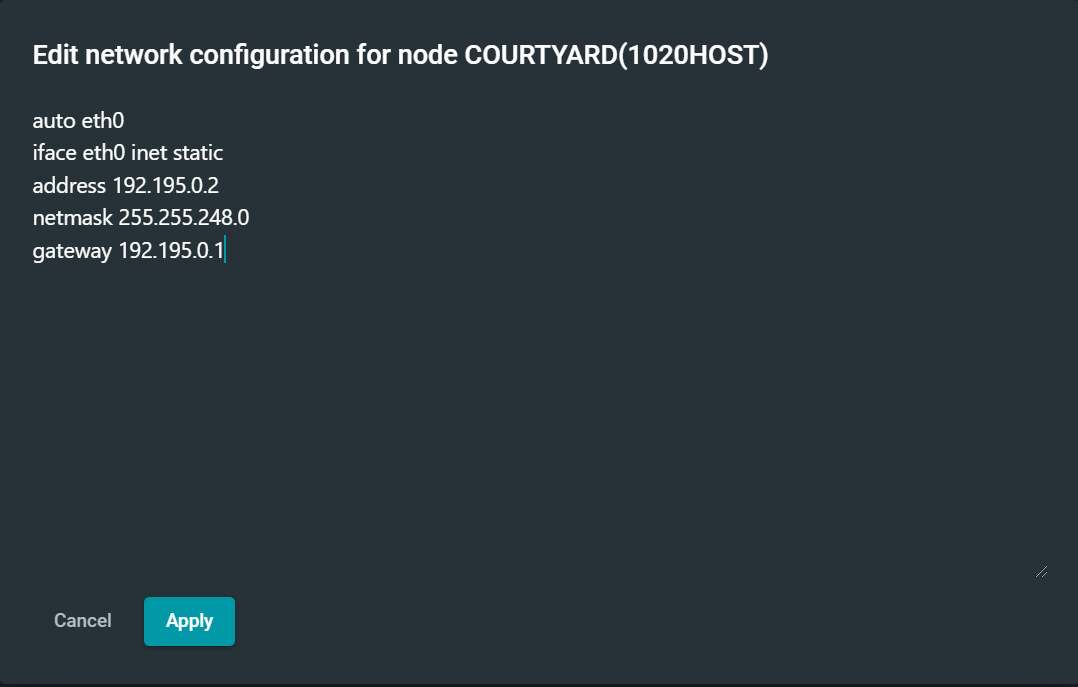 Edit network configuration for node COURTYARD(1020HOST)
auto eth0
iface eth0 inet static
address 192.195.0.2
netmask 255.255.248.0
gateway 192.195.0.1
Cancel
Apply